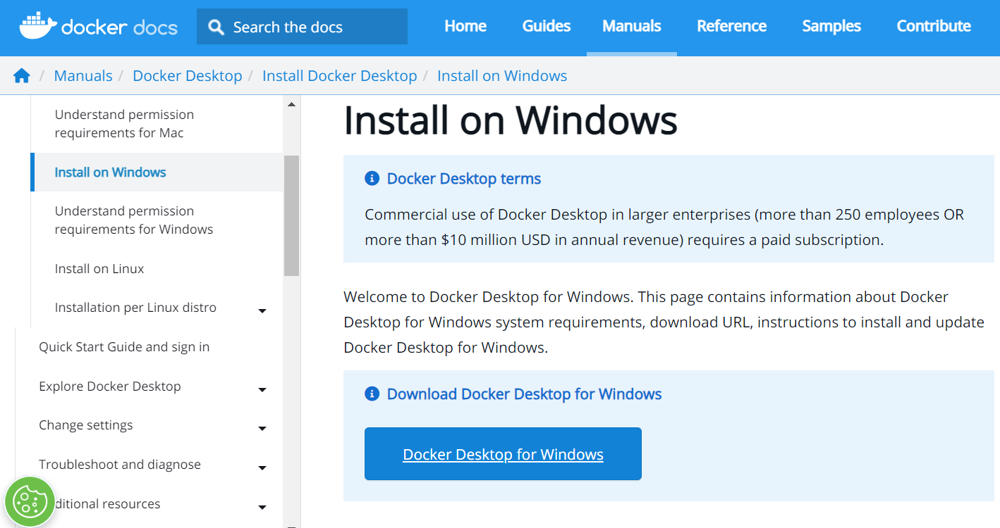 docker docs
Search the docs
Home
Guides
Manuals
Reference
Samples
Contribute
/ Manuals / Docker Desktop / Install Docker Desktop / Install on Windows
Understand permission
requirements for Mac
Install on Windows
Understand permission
requirements for Windows
Install on Linux
Installation per Linux distro
Quick Start Guide and sign in
Explore Docker Desktop
Change settings
Troubleshoot and diagnose
ditional resources
Install on Windows
Docker Desktop terms
Commercial use of Docker Desktop in larger enterprises (more than 250 employees OR
more than $10 million USD in annual revenue) requires a paid subscription.
Welcome to Docker Desktop for Windows. This page contains information about Docker
Desktop for Windows system requirements, download URL, instructions to install and update
Docker Desktop for Windows.
Download Docker Desktop for Windows
Docker Desktop for Windows